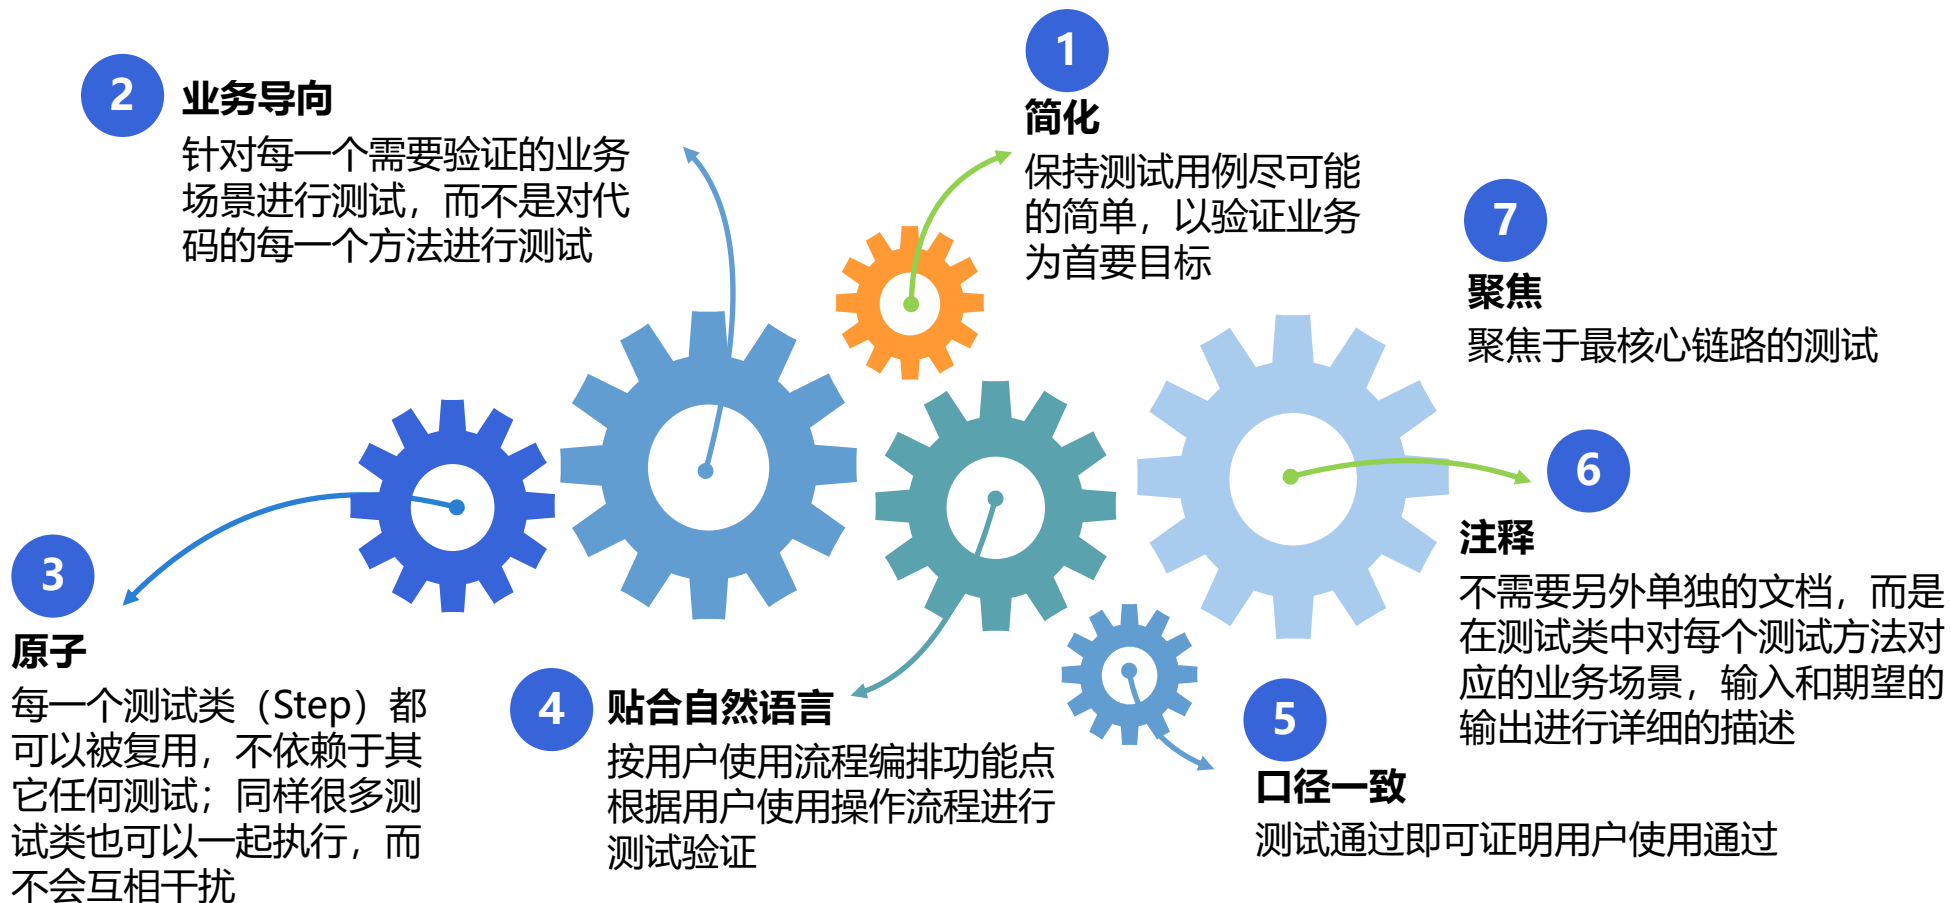 1
简化
保持测试用例尽可能
的简单，以验证业务
为首要目标
2
业务导向
针对每一个需要验证的业务
场景进行测试，而不是对代
码的每一个方法进行测试
3
原子
每一个测试类（Step）都
可以被复用，不依赖于其
它任何测试；同样很多测
试类也可以一起执行，而
不会互相干扰
4
贴合自然语言
按用户使用流程编排功能点
根据用户使用操作流程进行
测试验证
5
口径一致
测试通过即可证明用户使用通过
6
注释
不需要另外单独的文档，而是
在测试类中对每个测试方法对
应的业务场景，输入和期望的
输出进行详细的描述
7
聚焦
聚焦于最核心链路的测试